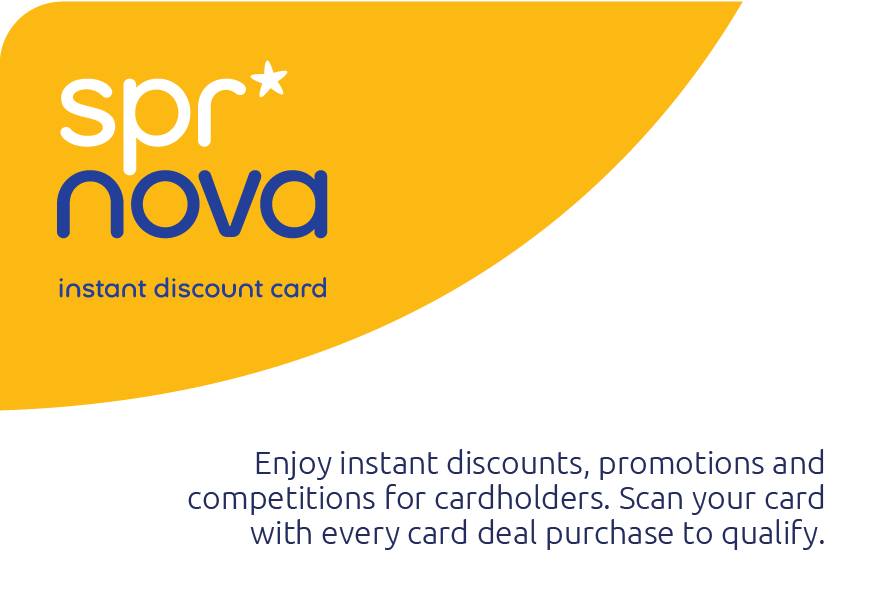 spr*
nova
instant discount card
Enjoy instant discounts, promotions and
competitions for cardholders. Scan your card
with every card deal purchase to qualify.